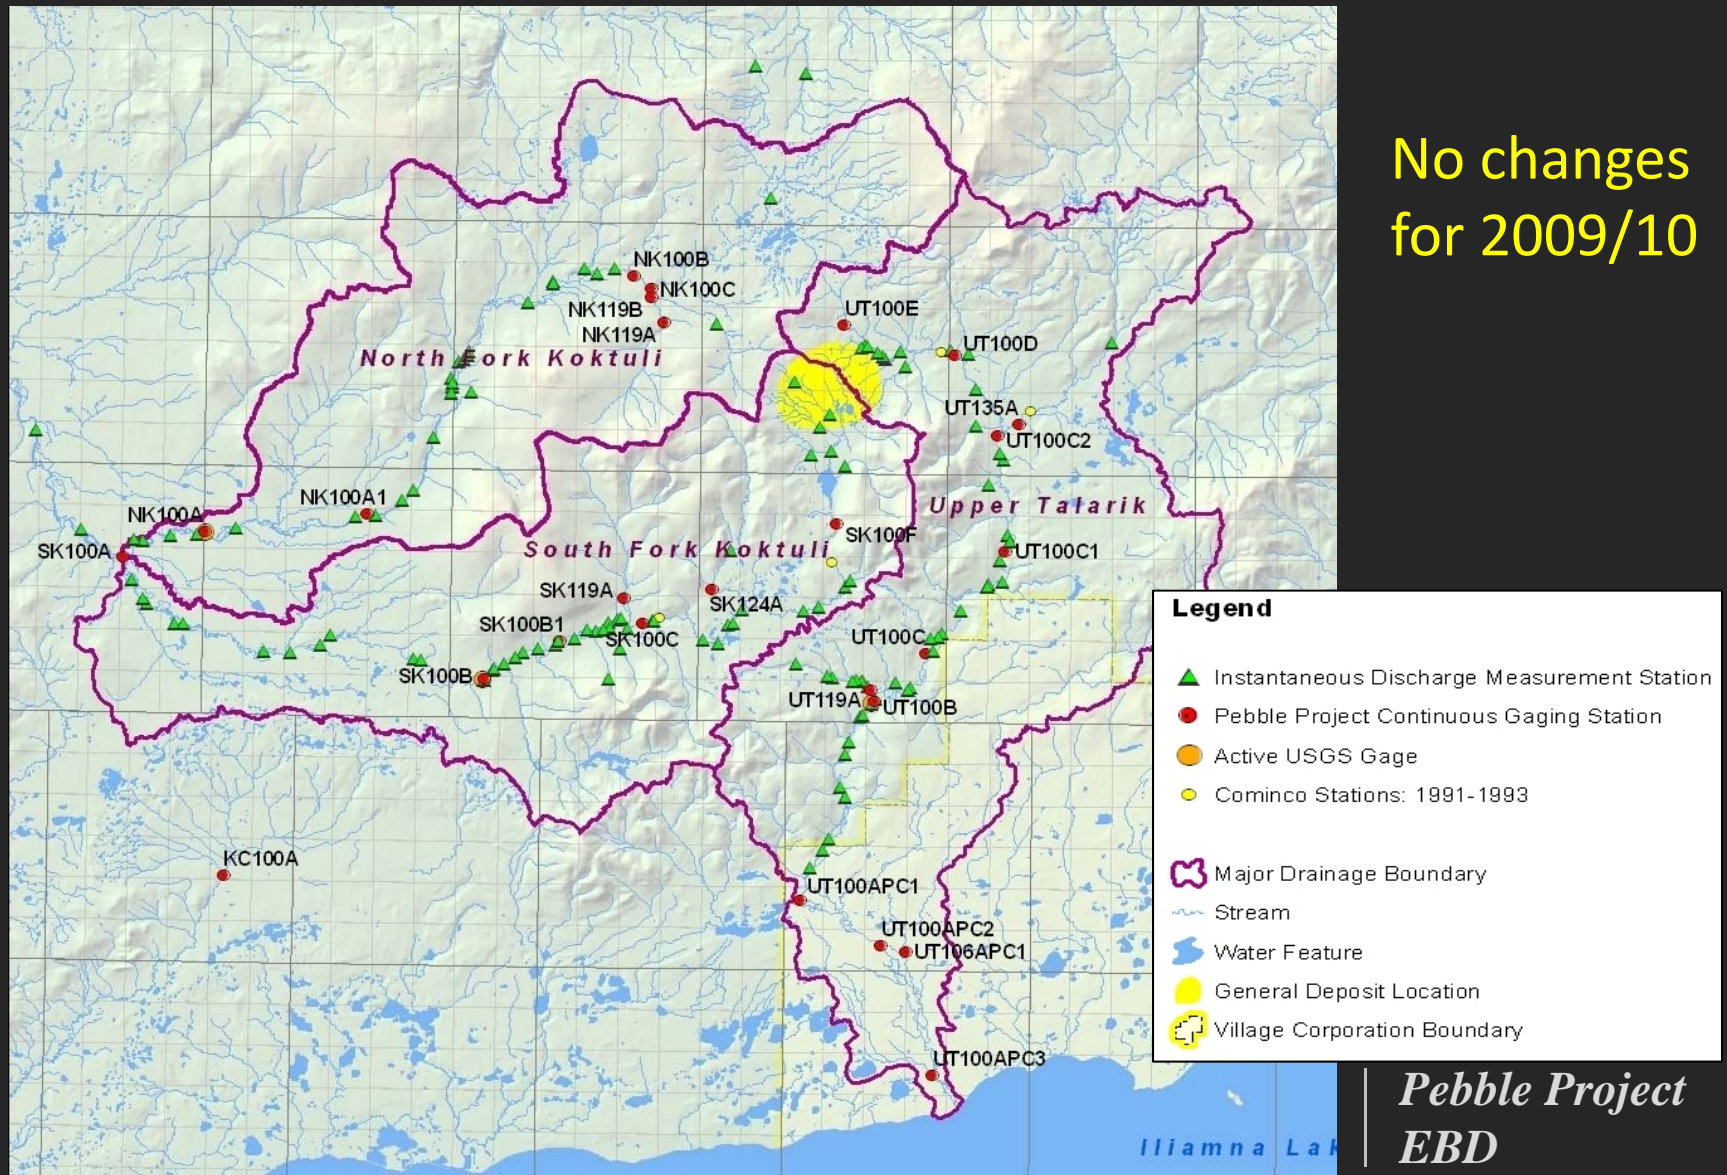 No changes
for 2009/10
NK100B
NK100C
NK119B
NK119A
North Fork Koktuli
UT100E
UT100D
UT135A
UT100C2
NK100A1
NK100A
SK100A
Upper Talarik
SK100F
South Fork Koktuli
UT100C1
SK119A
SK124A
SK100B1
SK100C
UT100C
SK100B
UT119A
UT100B
KC100A
UT100APC1
UT100APC2
UT106APC1
UT100APC3
Iliamna Lak
Legend
Instantaneous Discharge Measurement Station
Pebble Project Continuous Gaging Station
Active USGS Gage
Cominco Stations: 1991-1993
Major Drainage Boundary
Stream
Water Feature
General Deposit Location
Village Corporation Boundary
Pebble Project
EBD